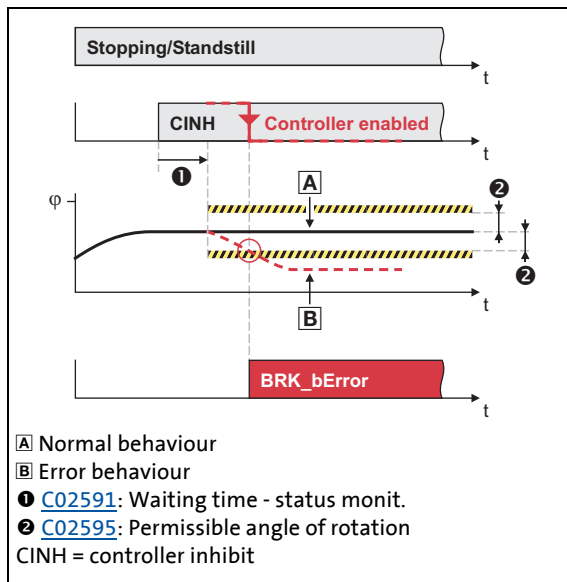 Stopping/Standstill
t
CINH
Controller enabled
t
❶
A
❷
φ
❷
t
B
BRK_bError
t
A Normal behaviour
B Error behaviour
❶ C02591: Waiting time - status monit.
❷ C02595: Permissible angle of rotation
CINH = controller inhibit